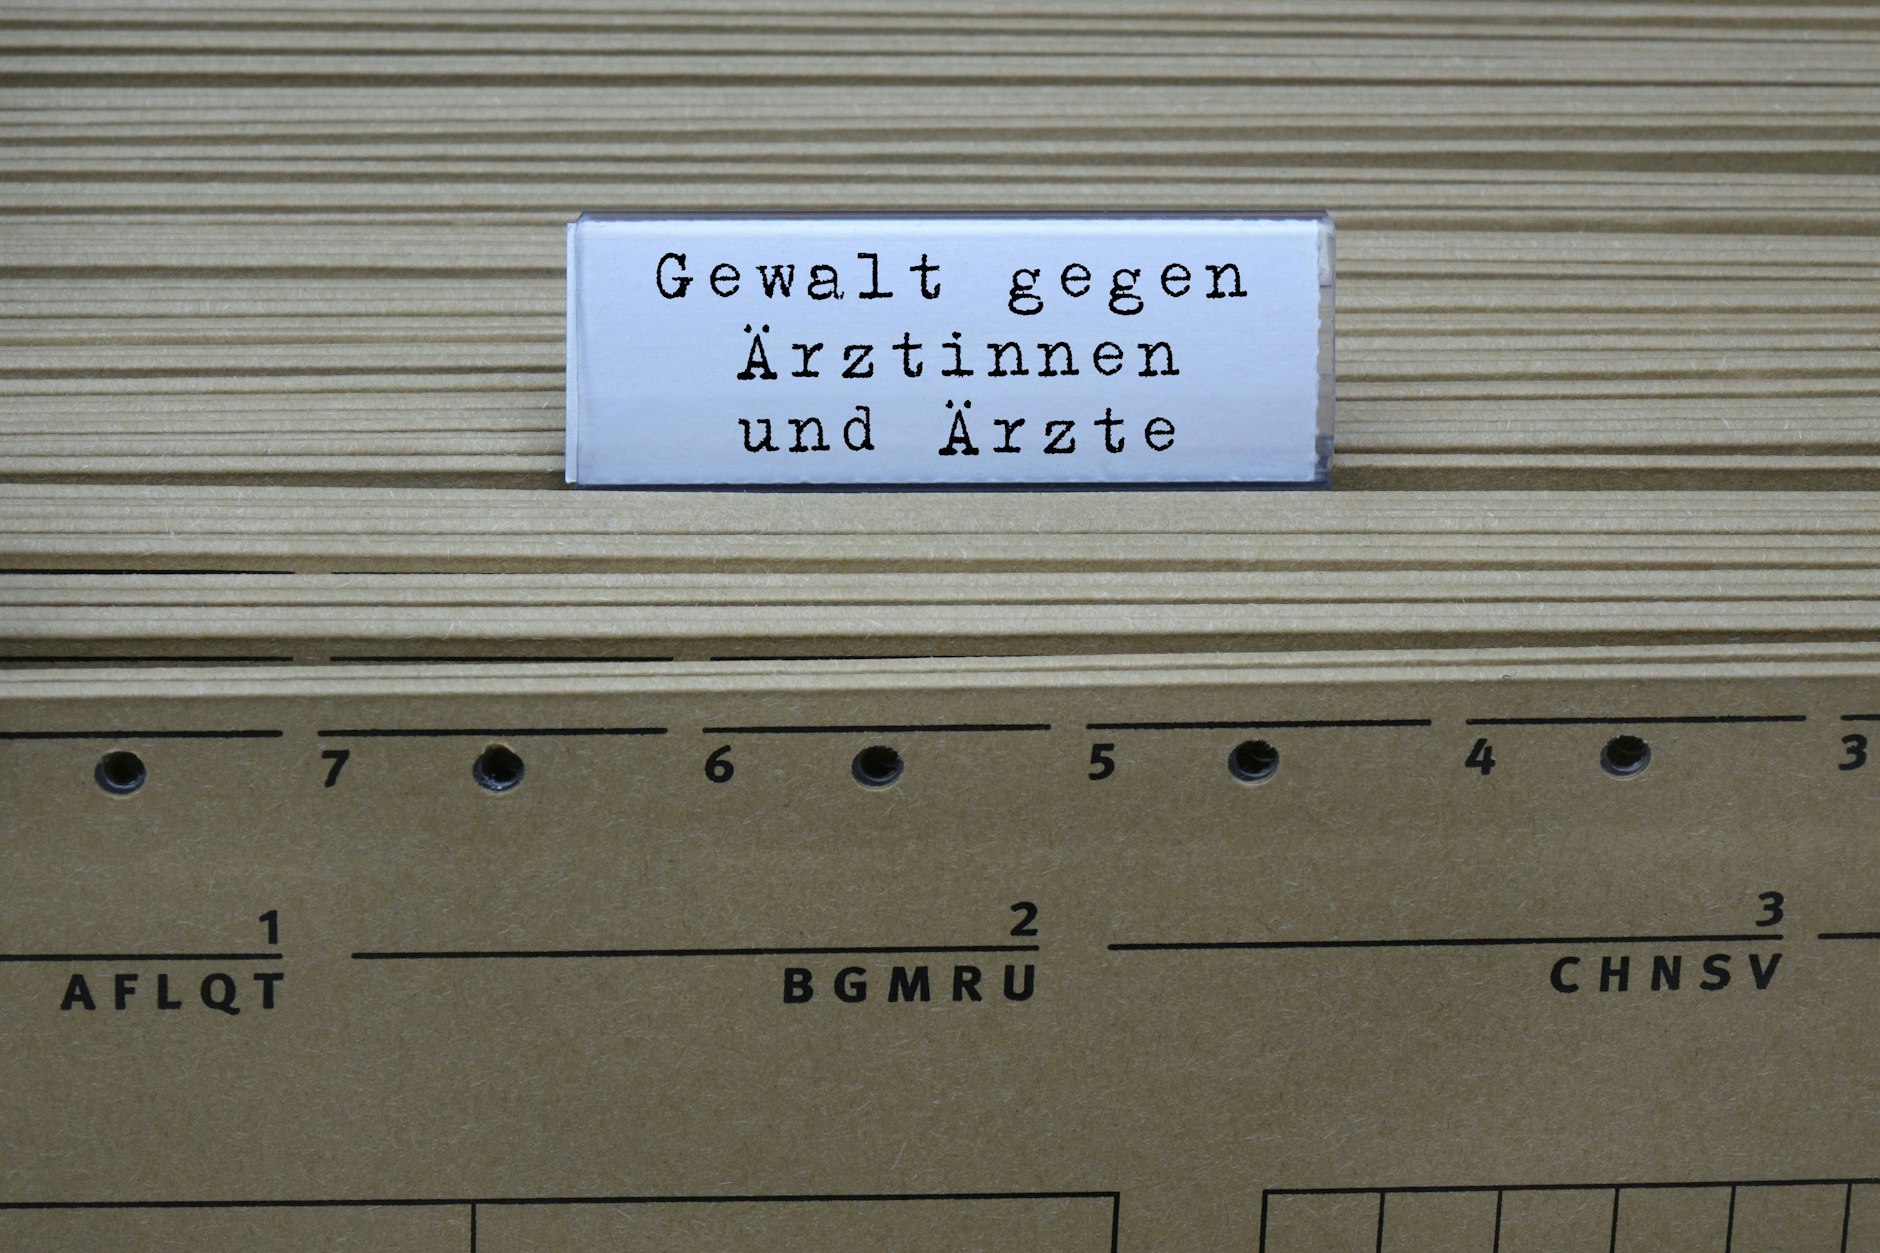 Gewalt gegen
Ärztinnen
und Ärzte
7 6 5 4 3
1 2 3
AFLQT BGMRU CHNSV